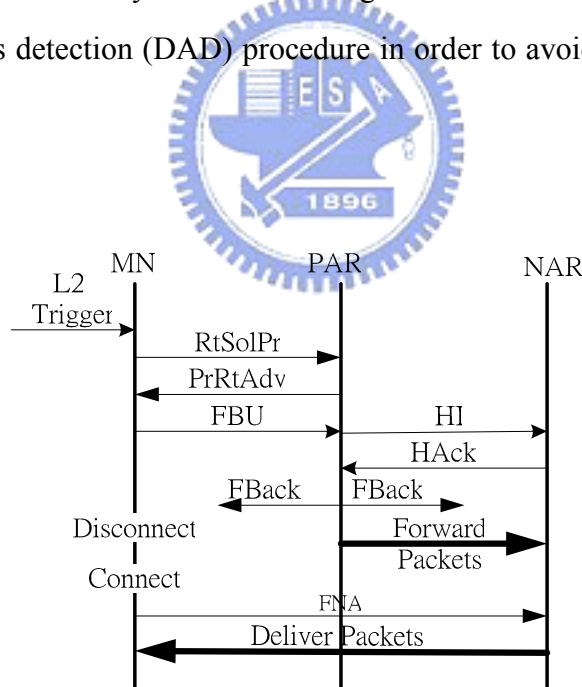 s detection (DAD) procedure in order to avoi
E S A
1896
MN PAR NAR
L2
Trigger
RtSolPr
PrRtAdv
FBU HI
HAck
FBack FBack
Disconnect Forward
Packets
Connect
FNA
Deliver Packets